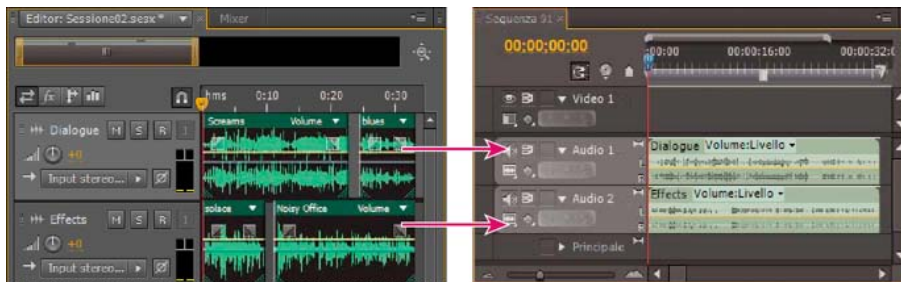 Editor: Sessione02.sesx*
Mixer
hms 0:10 0:20 0:30
Dialogue M S R I
+0
Input stereo...
Screams Volume
blues
Effects M S R I
+0
Input stereo...
solace
Noisy Office Volume
Sequenza 01
00:00:00:00
:00:00 00:00:16:00 00:00:32:0
Video 1
Audio 1
Dialogue Volume:Livello
Audio 2
Effects Volume:Livello
Principale